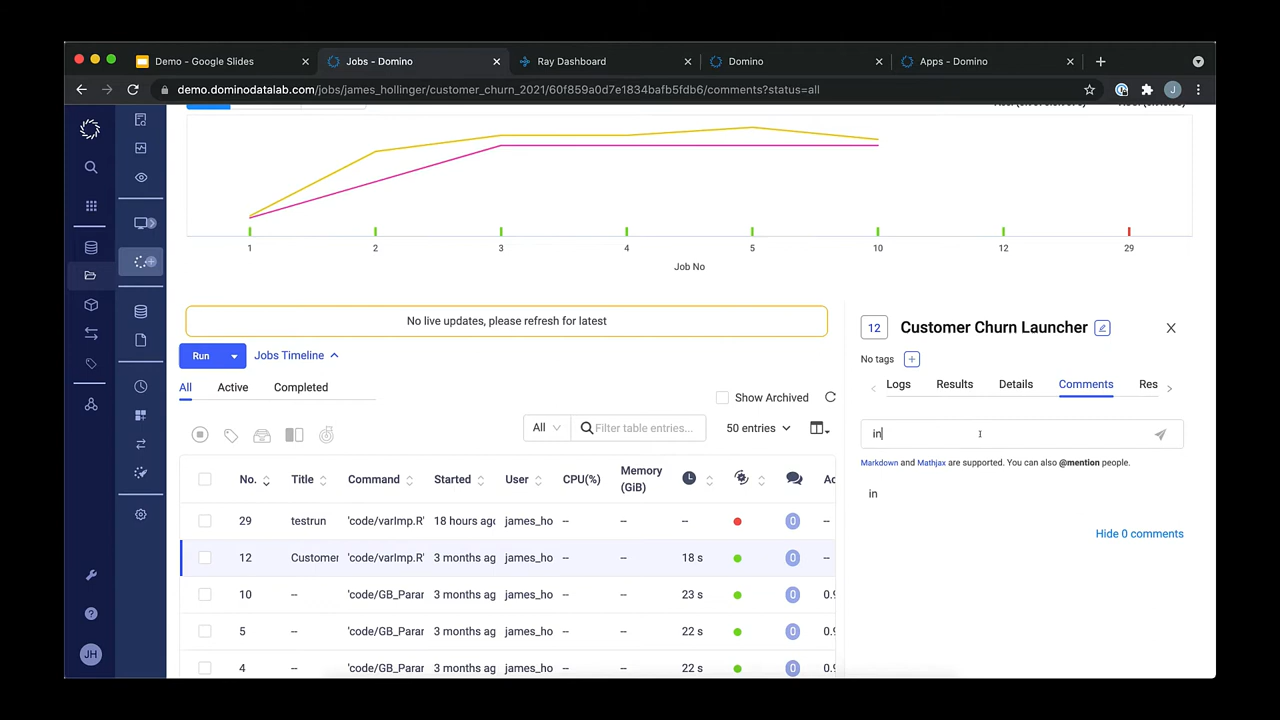 Demo - Google Slides
Jobs - Domino
Ray Dashboard
Domino
Apps - Domino
demo.dominodatalab.com/jobs/james_hollinger/customer_churn_2021/60f859a0d7e1834bafb5fdb6/comments?status=all
J
1 2 3 4 5 10 12 29
Job No
No live updates, please refresh for latest
12 Customer Churn Launcher
Run Jobs Timeline
No tags
All Active Completed
Logs Results Details Comments Res
Show Archived
All Filter table entries... 50 entries
in
Markdown and Mathjax are supported. You can also @mention people.
No. Title Command Started User CPU(%) Memory (GiB) Ac
in
29 testrun 'code/varImp.R' 18 hours ago james_ho -- -- -- 0 --
Hide 0 comments
12 Customer 'code/varImp.R' 3 months ag james_ho -- -- 18 s 0 --
10 -- 'code/GB_Parar 3 months ag james_ho -- -- 23 s 0 0.9
5 -- 'code/GB_Parar 3 months ag james_ho -- -- 22 s 0 0.9
4 -- 'code/GB_Parar 3 months ag james_ho -- -- 22 s 0 0.9
JH